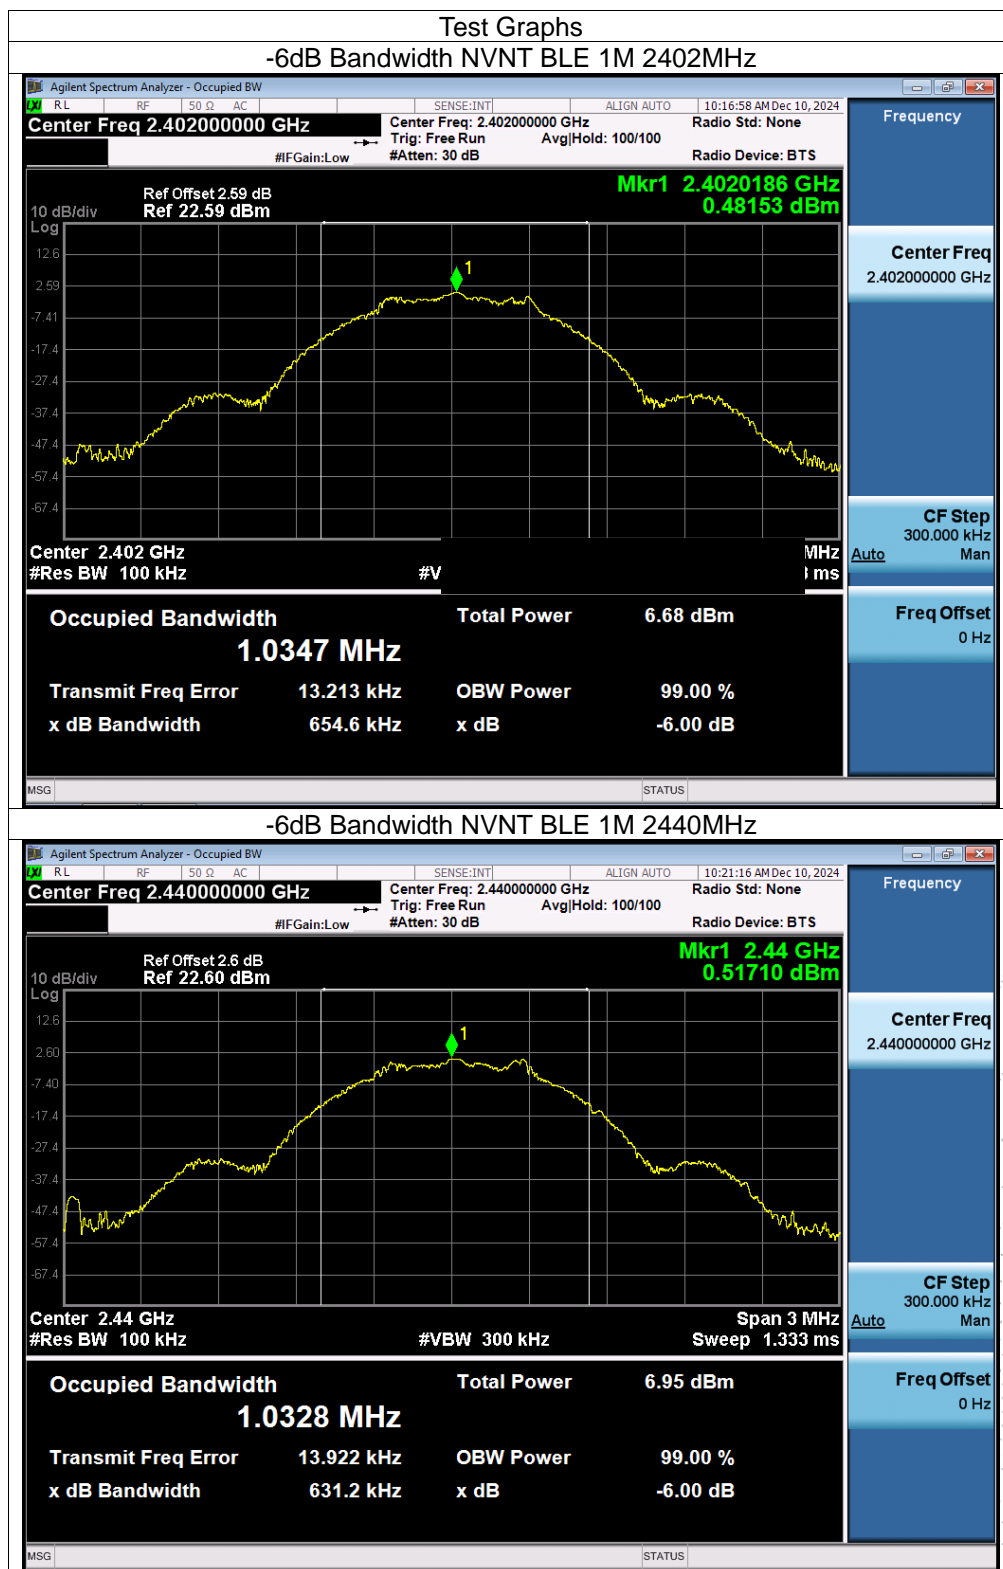 Test Graphs
-6dB Bandwidth NVNT BLE 1M 2402MHz
Agilent Spectrum Analyzer - Occupied BW
LXI RL RF 50 Ω AC SENSE:INT ALIGN AUTO 10:16:58 AM Dec 10, 2024
Center Freq 2.402000000 GHz
Center Freq: 2.402000000 GHz
Radio Std: None
Trig: Free Run Avg|Hold: 100/100
#IFGain:Low #Atten: 30 dB Radio Device: BTS
Frequency
Mkr1 2.4020186 GHz
0.48153 dBm
Ref Offset 2.59 dB
10 dB/div Ref 22.59 dBm
Log
12.6
2.59
-7.41
-17.4
-27.4
-37.4
-47.4
-57.4
-67.4
1
Center Freq
2.402000000 GHz
Center 2.402 GHz MHz
#Res BW 100 kHz #V ms
CF Step
300.000 kHz
Auto Man
Freq Offset
0 Hz
Occupied Bandwidth Total Power 6.68 dBm
1.0347 MHz
Transmit Freq Error 13.213 kHz OBW Power 99.00 %
x dB Bandwidth 654.6 kHz x dB -6.00 dB
MSG STATUS
-6dB Bandwidth NVNT BLE 1M 2440MHz
Agilent Spectrum Analyzer - Occupied BW
LXI RL RF 50 Ω AC SENSE:INT ALIGN AUTO 10:21:16 AM Dec 10, 2024
Center Freq 2.440000000 GHz
Center Freq: 2.440000000 GHz
Radio Std: None
Trig: Free Run Avg|Hold: 100/100
#IFGain:Low #Atten: 30 dB Radio Device: BTS
Frequency
Mkr1 2.44 GHz
0.51710 dBm
Ref Offset 2.6 dB
10 dB/div Ref 22.60 dBm
Log
12.6
2.60
-7.40
-17.4
-27.4
-37.4
-47.4
-57.4
-67.4
1
Center Freq
2.440000000 GHz
Center 2.44 GHz Span 3 MHz
#Res BW 100 kHz #VBW 300 kHz Sweep 1.333 ms
CF Step
300.000 kHz
Auto Man
Freq Offset
0 Hz
Occupied Bandwidth Total Power 6.95 dBm
1.0328 MHz
Transmit Freq Error 13.922 kHz OBW Power 99.00 %
x dB Bandwidth 631.2 kHz x dB -6.00 dB
MSG STATUS